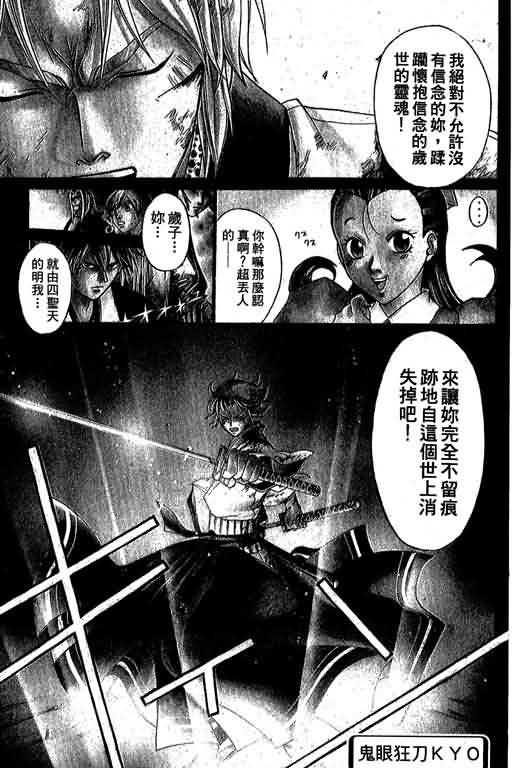 我絕對不允許沒
有信念的妳，蹂
躪懷抱信念的歲
世的靈魂！
⋯⋯
クス
クス
你幹嘛那麼認
真啊？超丟人
的——
歲子⋯
妳⋯
就由四聖天
的明我⋯
來讓妳完全不留痕
跡地自這個世上消
失掉吧！
鬼眼狂刀KYO